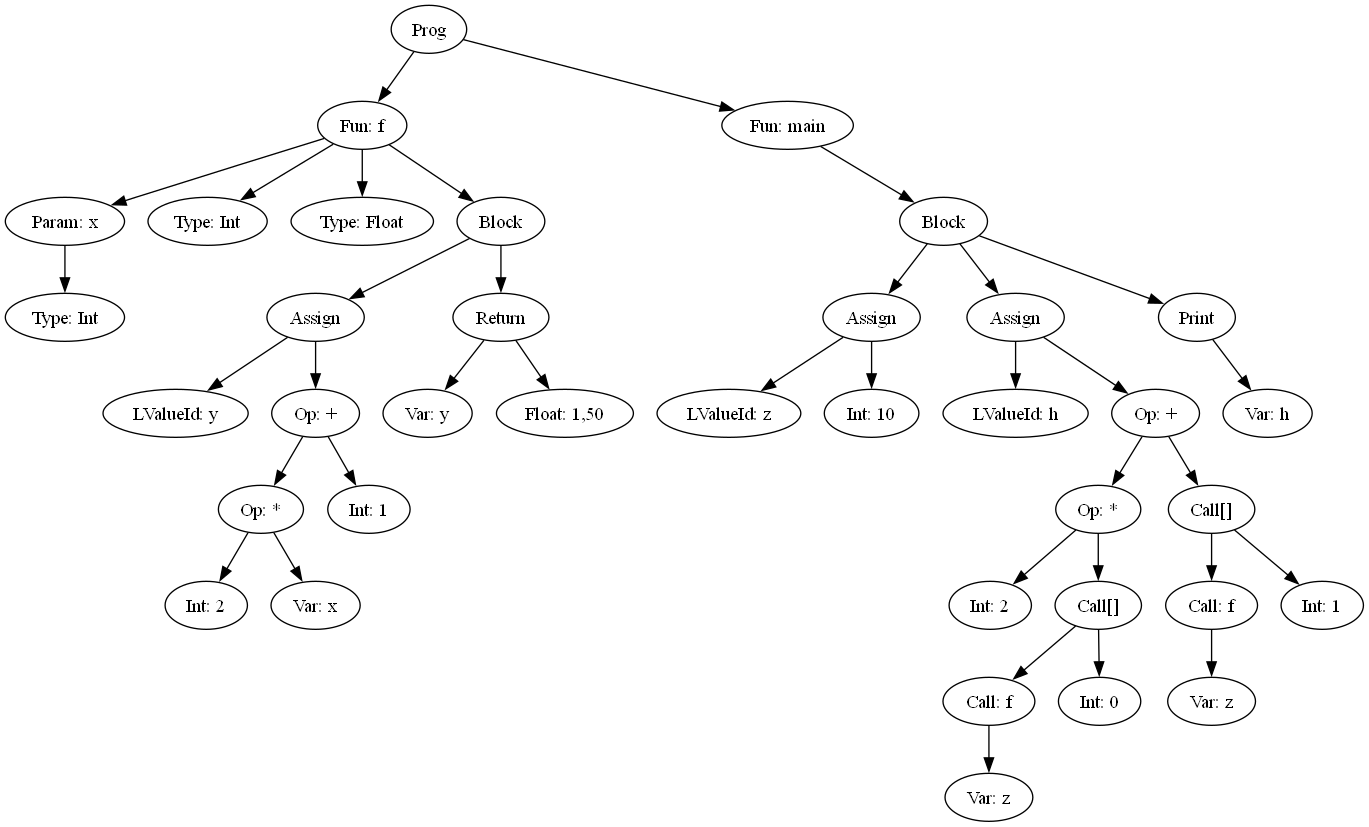 Prog
Fun: f
Fun: main
Param: x
Type: Int
Type: Float
Block
Block
Type: Int
Assign
Return
Assign
Assign
Print
LValueId: y
Op: +
Var: y
Float: 1,50
LValueId: z
Int: 10
LValueId: h
Op: +
Var: h
Op: *
Int: 1
Op: *
Call[]
Int: 2
Var: x
Int: 2
Call[]
Call: f
Int: 1
Call: f
Int: 0
Var: z
Var: z